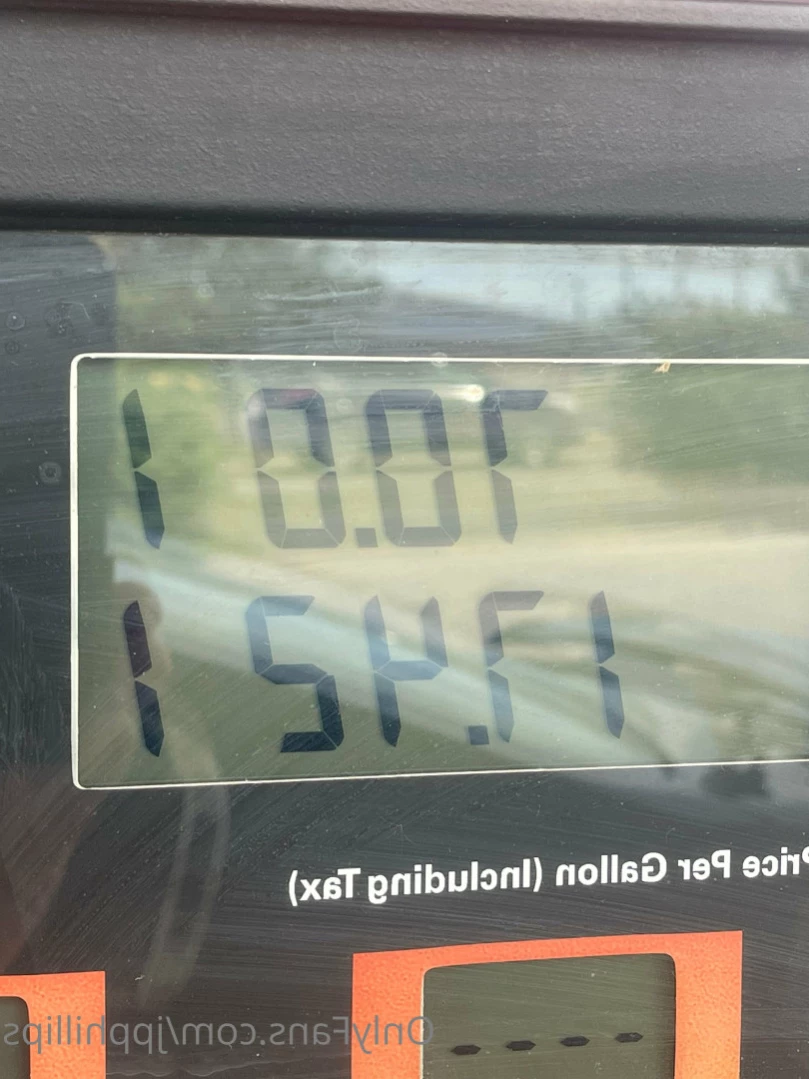 70.01
17.421
Price Per Gallon (Including Tax)
----
OnlyFans.com/jpphillips